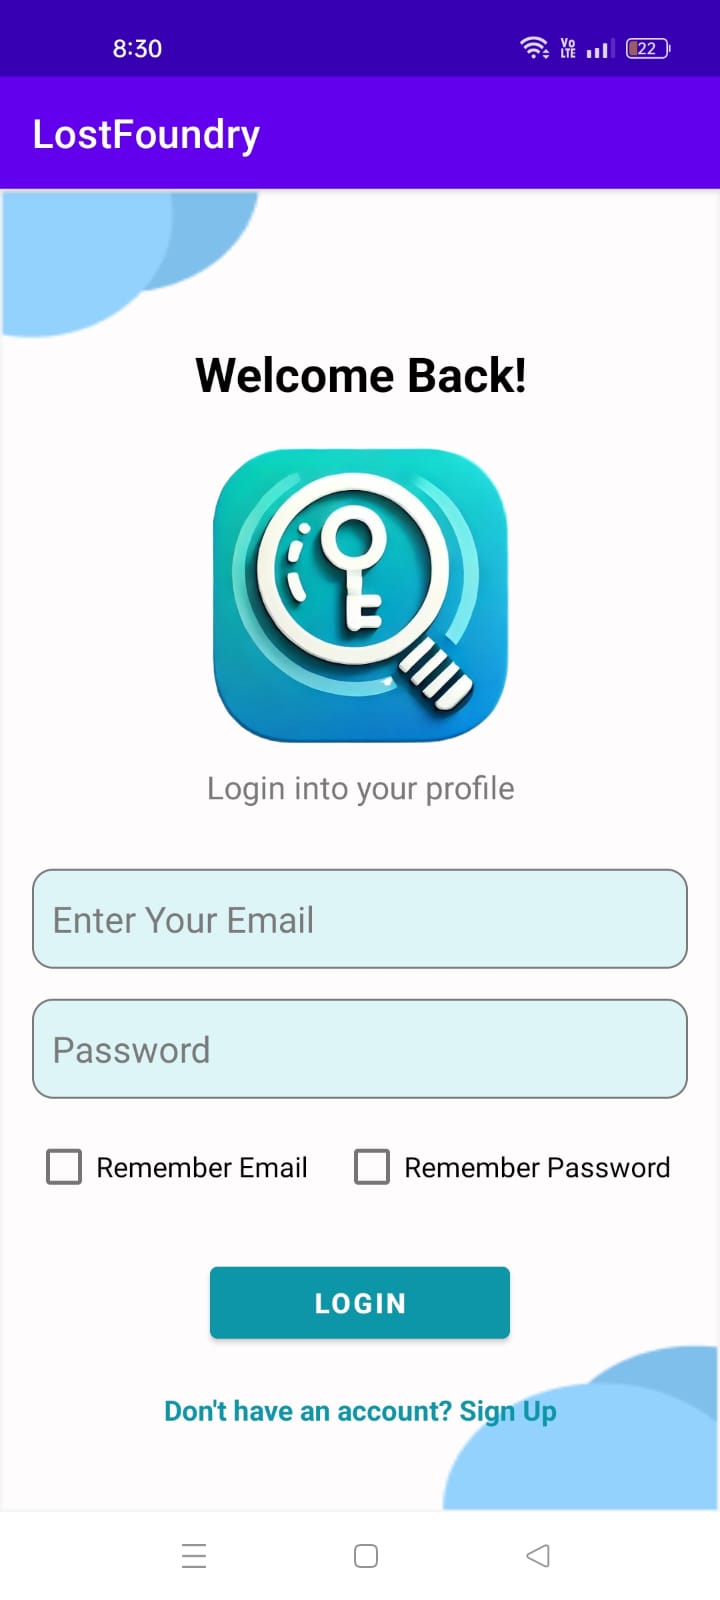 8:30
Vo
LTE
22
LostFoundry
Welcome Back!
Login into your profile
Enter Your Email
Password
Remember Email
Remember Password
LOGIN
Don't have an account? Sign Up